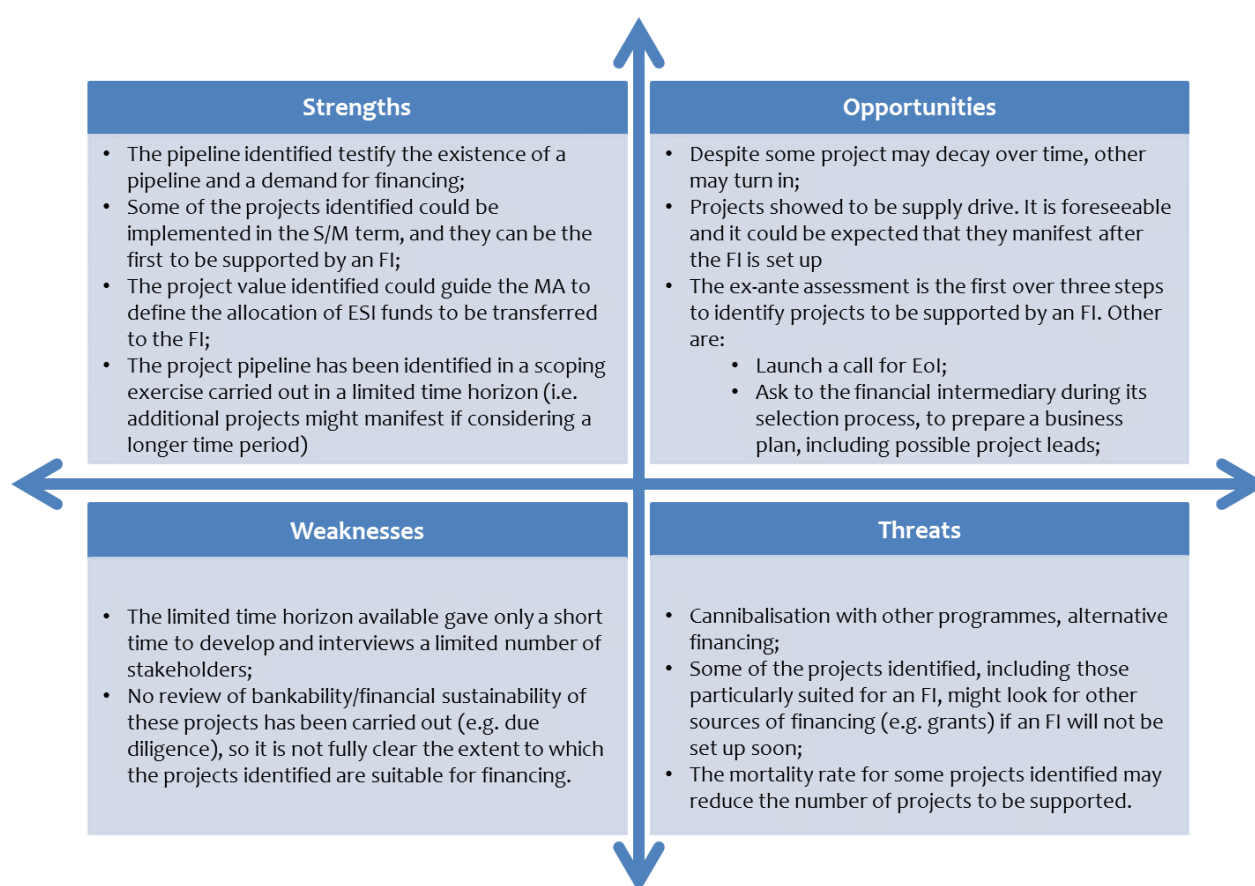 Strengths
• The pipeline identified testify the existence of a
pipeline and a demand for financing;
• Some of the projects identified could be
implemented in the S/M term, and they can be the
first to be supported by an FI;
• The project value identified could guide the MA to
define the allocation of ESI funds to be transferred
to the FI;
• The project pipeline has been identified in a scoping
exercise carried out in a limited time horizon (i.e.
additional projects might manifest if considering a
longer time period)
Opportunities
• Despite some project may decay over time, other
may turn in;
• Projects showed to be supply drive. It is foreseeable
and it could be expected that they manifest after
the FI is set up
• The ex-ante assessment is the first over three steps
to identify projects to be supported by an FI. Other
are:
• Launch a call for EoI;
• Ask to the financial intermediary during its
selection process, to prepare a business
plan, including possible project leads;
Weaknesses
• The limited time horizon available gave only a short
time to develop and interviews a limited number of
stakeholders;
• No review of bankability/financial sustainability of
these projects has been carried out (e.g. due
diligence), so it is not fully clear the extent to which
the projects identified are suitable for financing.
Threats
• Cannibalisation with other programmes, alternative
financing;
• Some of the projects identified, including those
particularly suited for an FI, might look for other
sources of financing (e.g. grants) if an FI will not be
set up soon;
• The mortality rate for some projects identified may
reduce the number of projects to be supported.